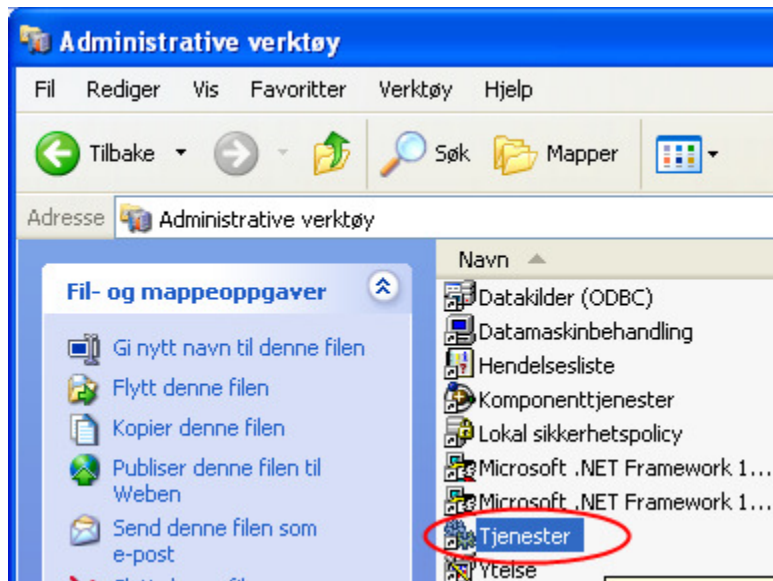 Administrative verktøy
Fil Rediger Vis Favoritter Verktøy Hjelp
Tilbake Søk Mapper
Adresse Administrative verktøy
Fil- og mappeoppgaver
Gi nytt navn til denne filen
Flytt denne filen
Kopier denne filen
Publiser denne filen til
Weben
Send denne filen som
e-post
Navn
Datakilder (ODBC)
Datamaskinbehandling
Hendelsesliste
Komponenttjenester
Lokal sikkerhetspolicy
Microsoft .NET Framework 1...
Microsoft .NET Framework 1...
Tjenester
Ytelse